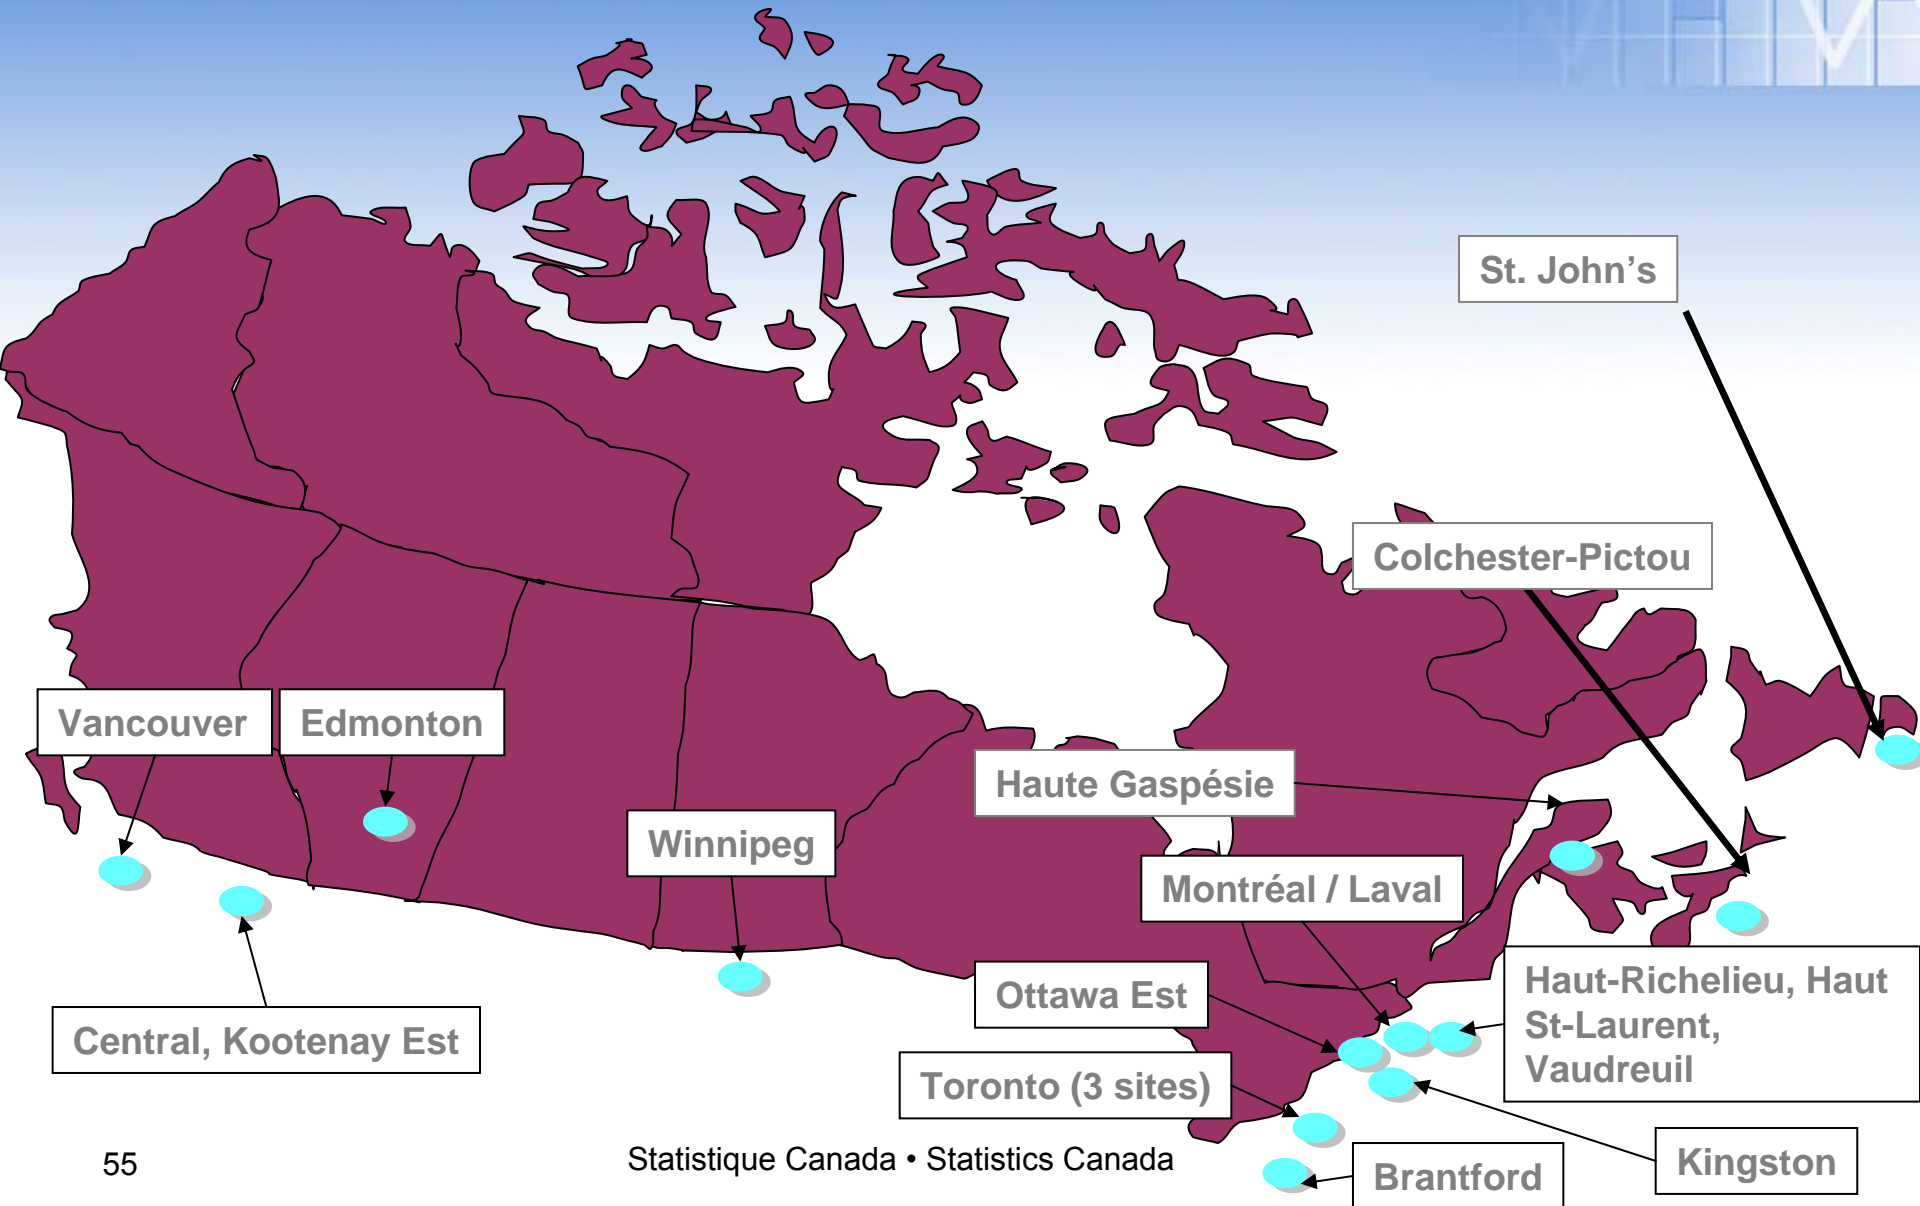 St. John’s
Colchester-Pictou
Vancouver
Edmonton
Haute Gaspésie
Winnipeg
Montréal / Laval
Ottawa Est
Haut-Richelieu, Haut
St-Laurent,
Vaudreuil
Central, Kootenay Est
Toronto (3 sites)
Kingston
Brantford
55
Statistique Canada • Statistics Canada